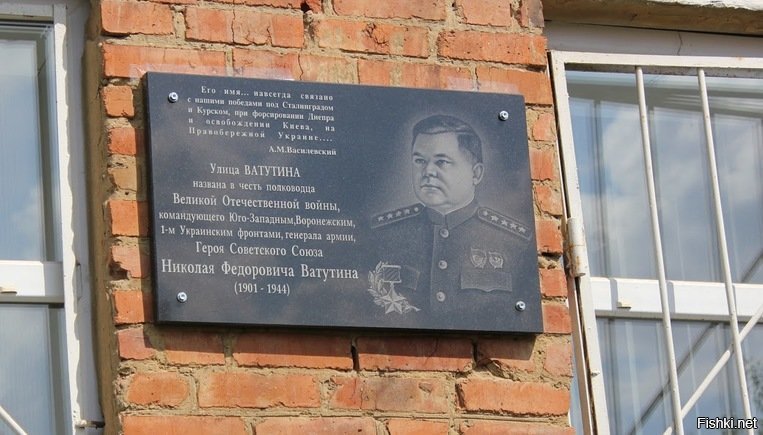 Его имя... навсегда связано
с нашими победами под Сталинградом
и Курском, при форсировании Днепра
и освобождении Киева, на
Правобережной Украине....
А.М.Василевский
Улица ВАТУТИНА
названа в честь полководца
Великой Отечественной войны,
командующего Юго-Западным, Воронежским,
1-м Украинским фронтами, генерала армии,
Героя Советского Союза
Николая Федоровича Ватутина
(1901 - 1944)
Fishki.net